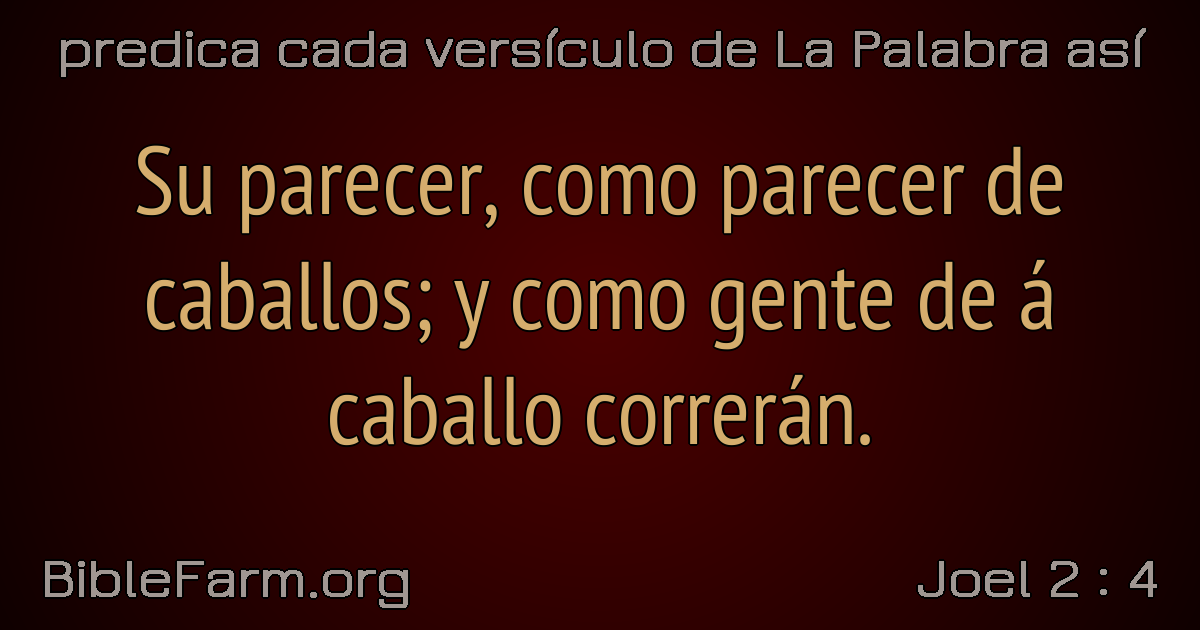 predica cada versículo de La Palabra así
Su parecer, como parecer de
caballos; y como gente de á
caballo correrán.
BibleFarm.org
Joel 2 : 4